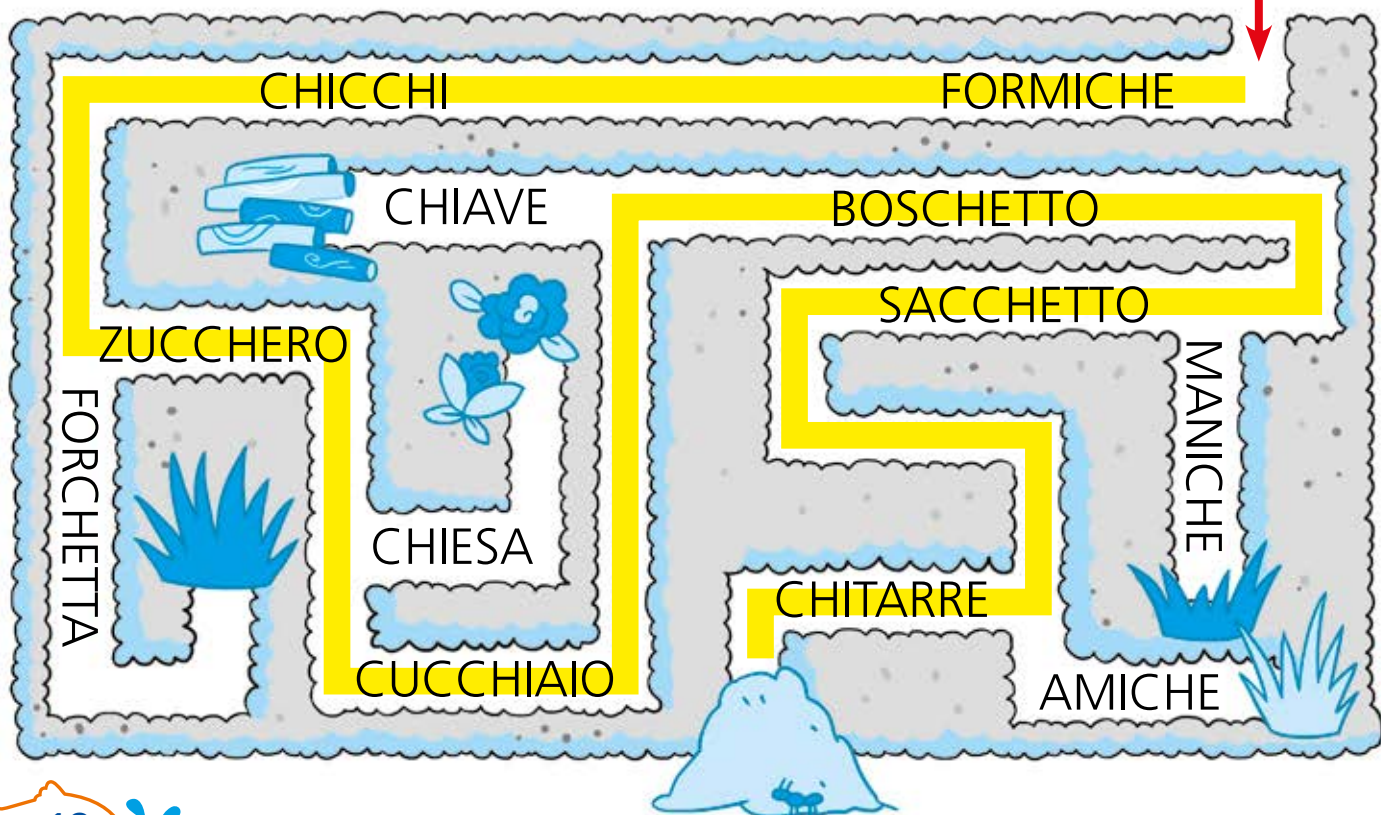 CHICCHI FORMICHE
CHIAVE BOSCHETTO
SACCHETTO
ZUCCHERO
MANICHE
FORCHETTA
CHIESA
CHITARRE
CUCCHIAIO
AMICHE